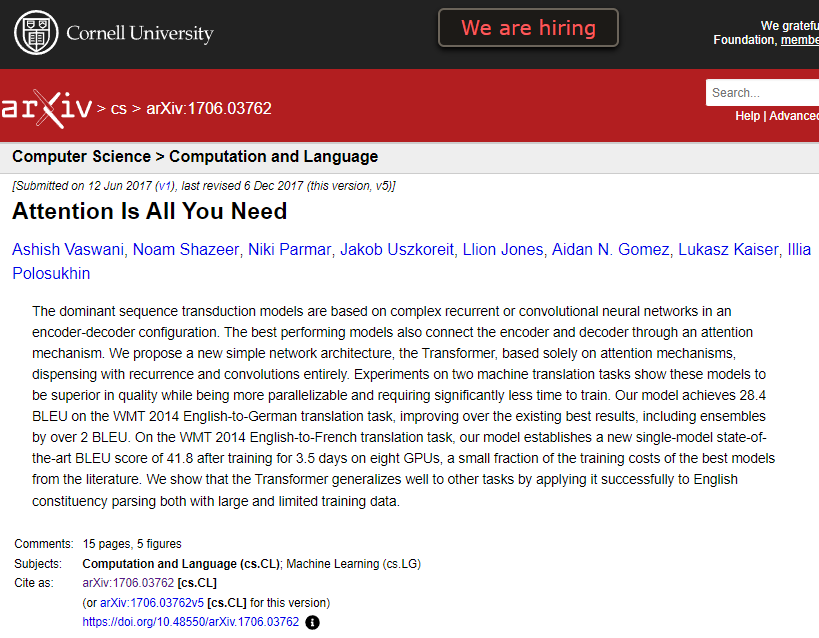 Cornell University
We are hiring
We gratefu
Foundation, membe
arXiv > cs > arXiv:1706.03762
Search...
Help | Advanced
Computer Science > Computation and Language
[Submitted on 12 Jun 2017 (v1), last revised 6 Dec 2017 (this version, v5)]
Attention Is All You Need
Ashish Vaswani, Noam Shazeer, Niki Parmar, Jakob Uszkoreit, Llion Jones, Aidan N. Gomez, Lukasz Kaiser, Illia
Polosukhin
The dominant sequence transduction models are based on complex recurrent or convolutional neural networks in an
encoder-decoder configuration. The best performing models also connect the encoder and decoder through an attention
mechanism. We propose a new simple network architecture, the Transformer, based solely on attention mechanisms,
dispensing with recurrence and convolutions entirely. Experiments on two machine translation tasks show these models to
be superior in quality while being more parallelizable and requiring significantly less time to train. Our model achieves 28.4
BLEU on the WMT 2014 English-to-German translation task, improving over the existing best results, including ensembles
by over 2 BLEU. On the WMT 2014 English-to-French translation task, our model establishes a new single-model state-of-
the-art BLEU score of 41.8 after training for 3.5 days on eight GPUs, a small fraction of the training costs of the best models
from the literature. We show that the Transformer generalizes well to other tasks by applying it successfully to English
constituency parsing both with large and limited training data.
Comments: 15 pages, 5 figures
Subjects: Computation and Language (cs.CL); Machine Learning (cs.LG)
Cite as: arXiv:1706.03762 [cs.CL]
(or arXiv:1706.03762v5 [cs.CL] for this version)
https://doi.org/10.48550/arXiv.1706.03762